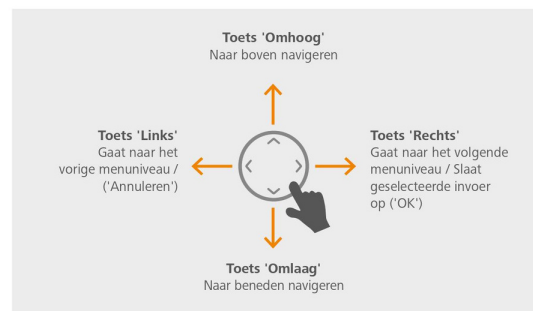 Toets 'Omhoog'
Naar boven navigeren
Toets 'Links'
Gaat naar het
vorige menuniveau /
('Annuleren')
Toets 'Rechts'
Gaat naar het volgende
menuniveau / Slaat
geselecteerde invoer
op ('OK')
Toets 'Omlaag'
Naar beneden navigeren